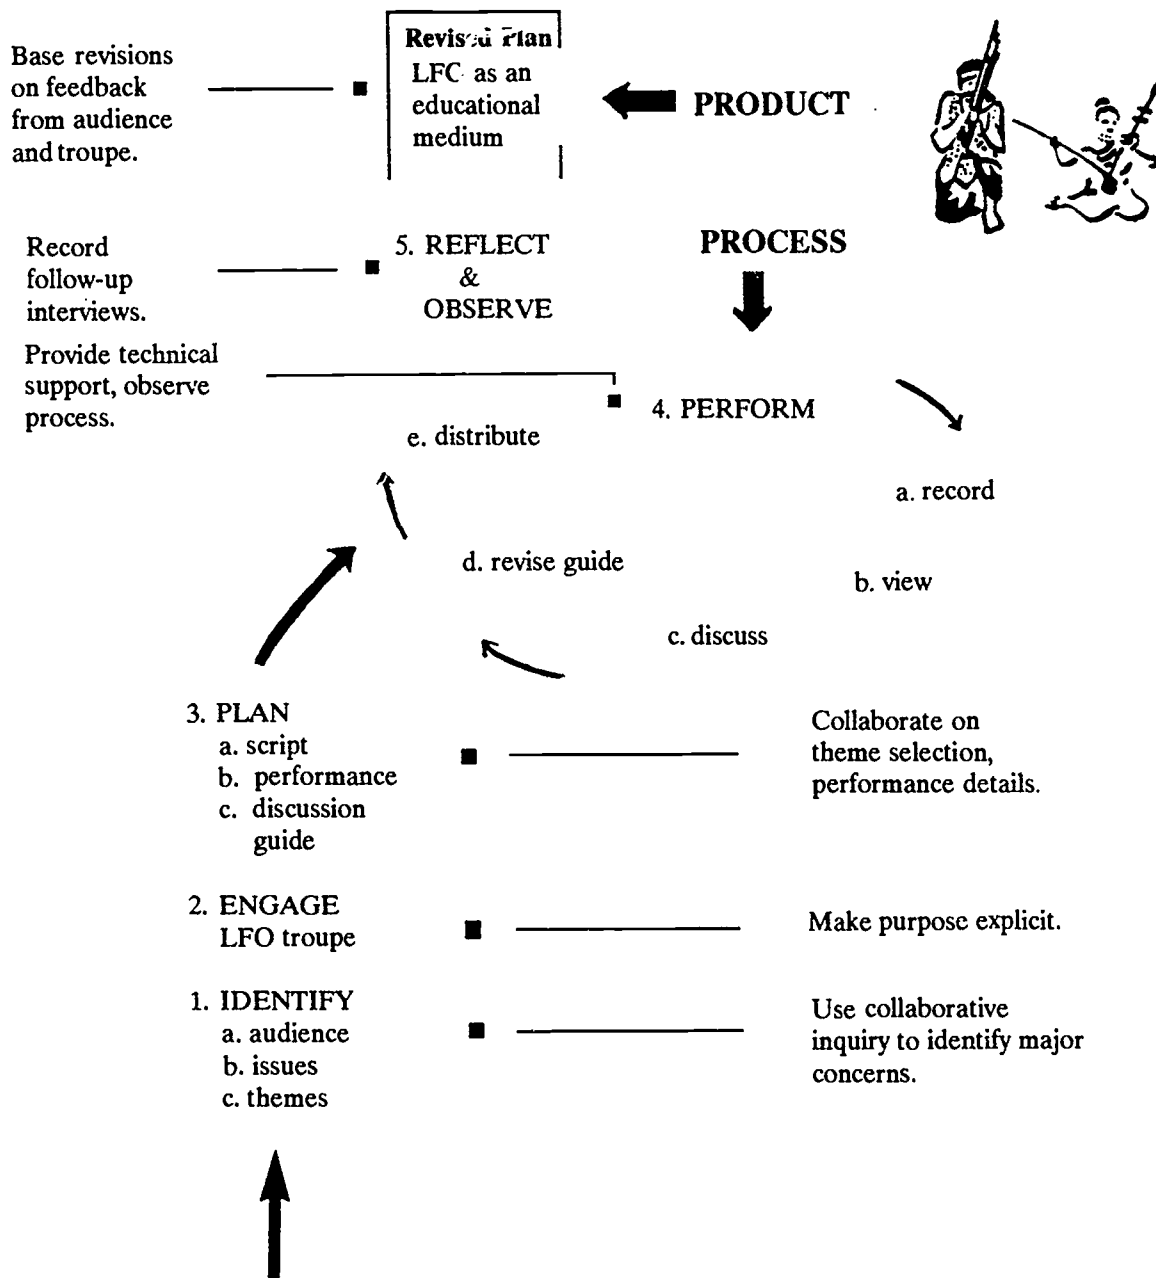 Base revisions
on feedback
from audience
and troupe.
Revised Plan
LFO as an
educational
medium
PRODUCT
Record
follow-up
interviews.
5. REFLECT
&
OBSERVE
PROCESS
Provide technical
support, observe
process.
4. PERFORM
e. distribute
a. record
d. revise guide
b. view
c. discuss
3. PLAN
a. script
b. performance
c. discussion
guide
Collaborate on
theme selection,
performance details.
2. ENGAGE
LFO troupe
Make purpose explicit.
1. IDENTIFY
a. audience
b. issues
c. themes
Use collaborative
inquiry to identify major
concerns.